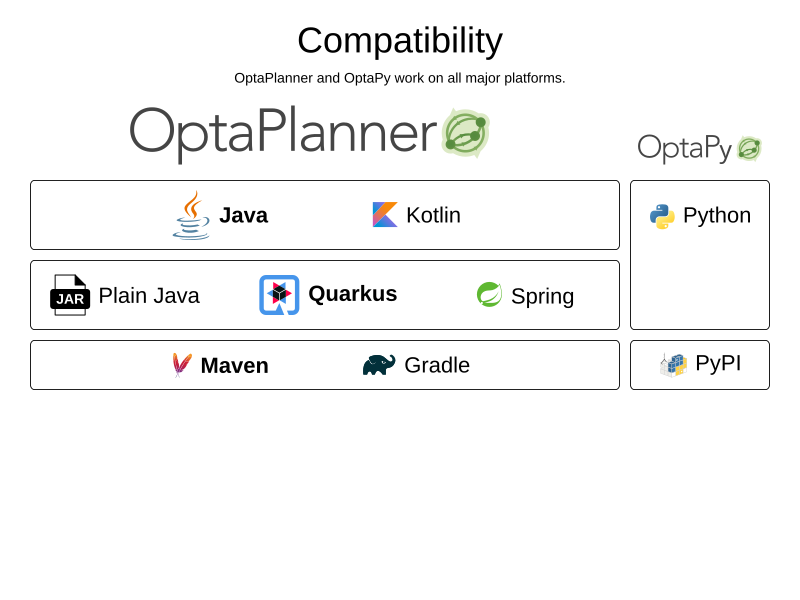 Compatibility
OptaPlanner and OptaPy work on all major platforms.
OptaPlanner
OptaPy
Java
Kotlin
Python
JAR
Plain Java
Quarkus
Spring
Maven
Gradle
PyPI